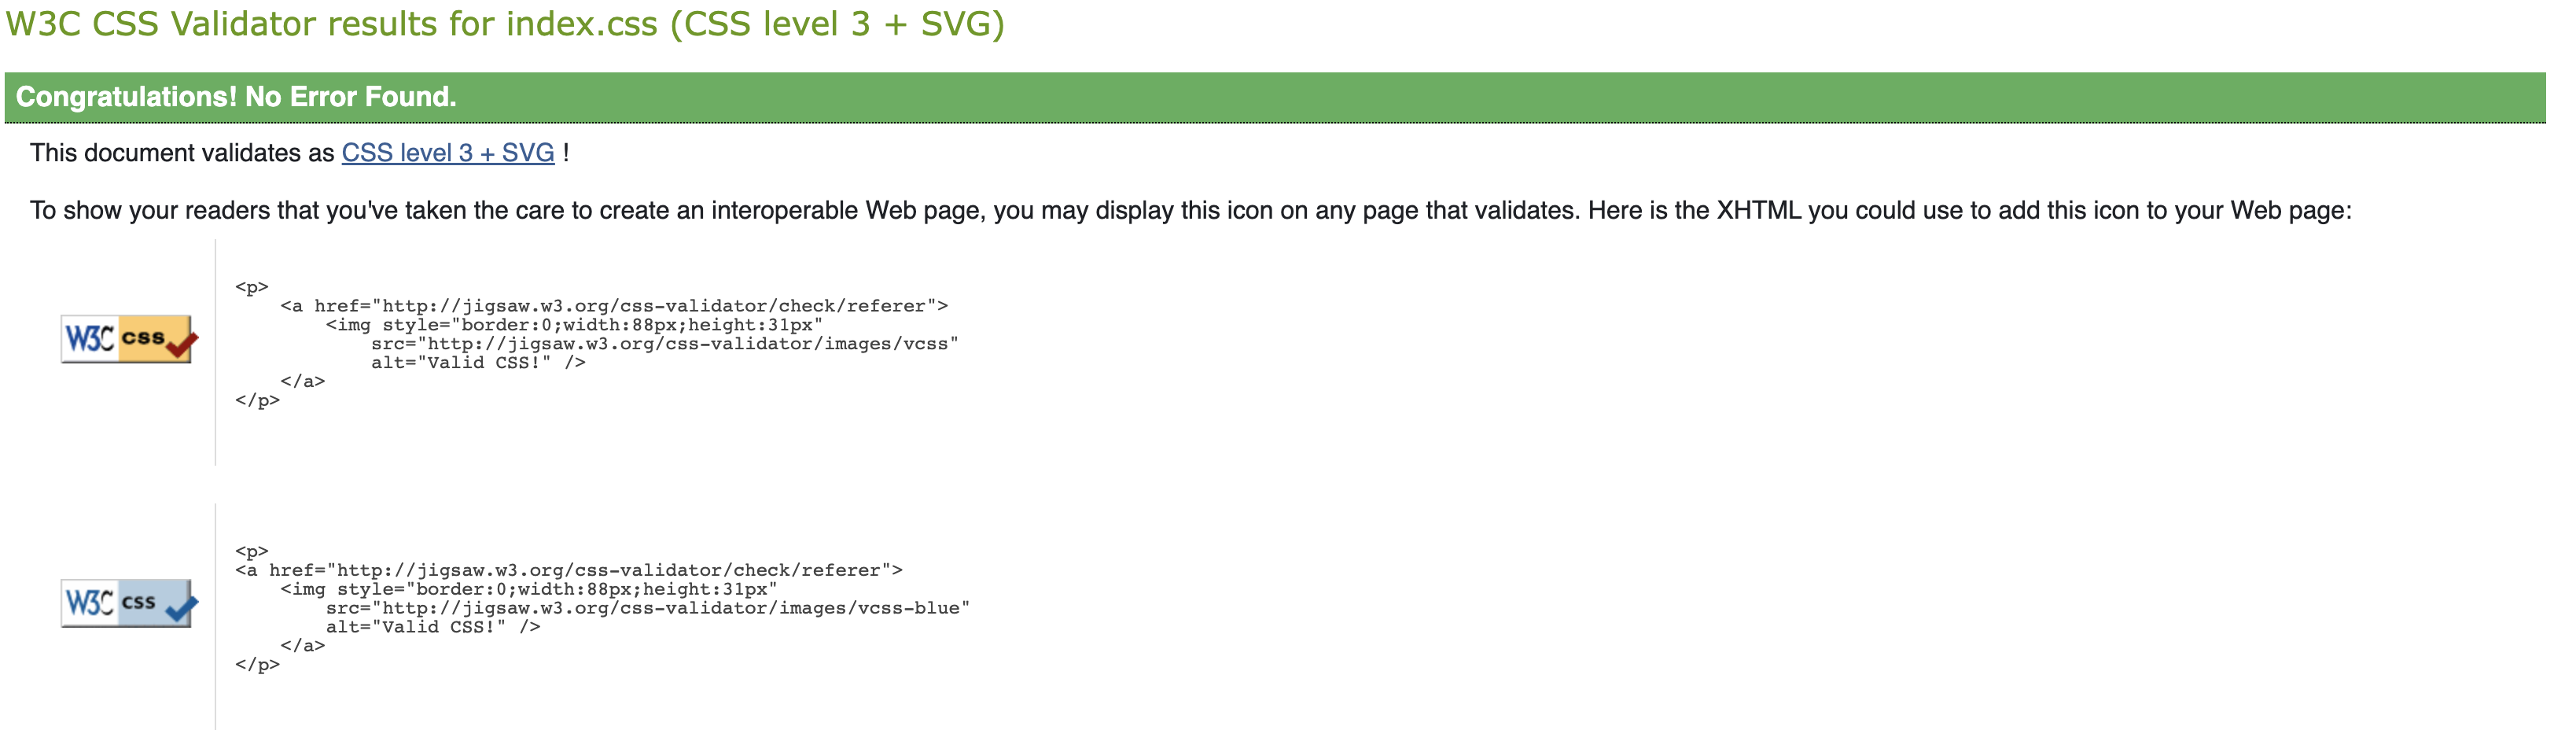 W3C CSS Validator results for index.css (CSS level 3 + SVG)
Congratulations! No Error Found.
This document validates as CSS level 3 + SVG !
To show your readers that you've taken the care to create an interoperable Web page, you may display this icon on any page that validates. Here is the XHTML you could use to add this icon to your Web page:
W3C css
<p>
    <a href="http://jigsaw.w3.org/css-validator/check/referer">
        <img style="border:0;width:88px;height:31px"
            src="http://jigsaw.w3.org/css-validator/images/vcss"
            alt="Valid CSS!" />
    </a>
</p>
W3C css
<p>
<a href="http://jigsaw.w3.org/css-validator/check/referer">
    <img style="border:0;width:88px;height:31px"
        src="http://jigsaw.w3.org/css-validator/images/vcss-blue"
        alt="Valid CSS!" />
    </a>
</p>